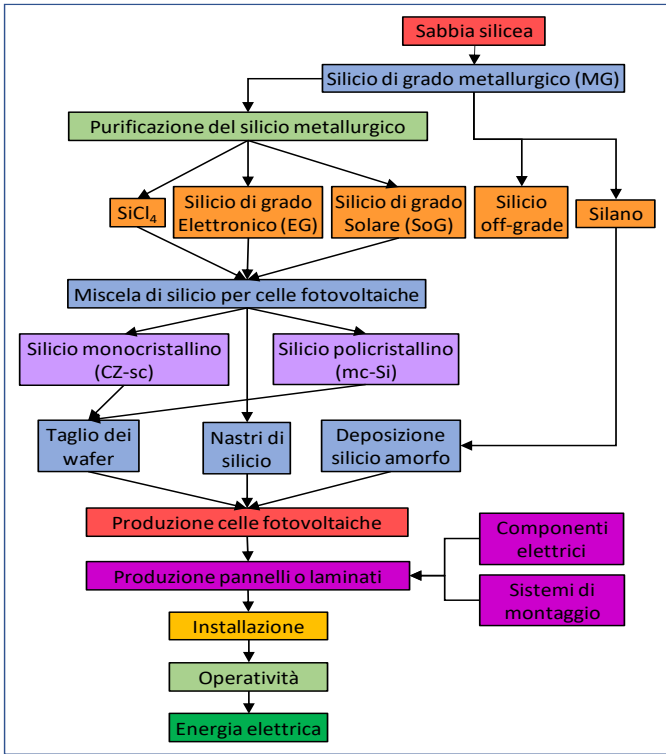 Sabbia silicea
Silicio di grado metallurgico (MG)
Purificazione del silicio metallurgico
SiCl₄
Silicio di grado
Elettronico (EG)
Silicio di grado
Solare (SoG)
Silicio
off-grade
Silano
Miscela di silicio per celle fotovoltaiche
Silicio monocristallino
(CZ-sc)
Silicio policristallino
(mc-Si)
Taglio dei
wafer
Nastri di
silicio
Deposizione
silicio amorfo
Produzione celle fotovoltaiche
Componenti
elettrici
Produzione pannelli o laminati
Sistemi di
montaggio
Installazione
Operatività
Energia elettrica